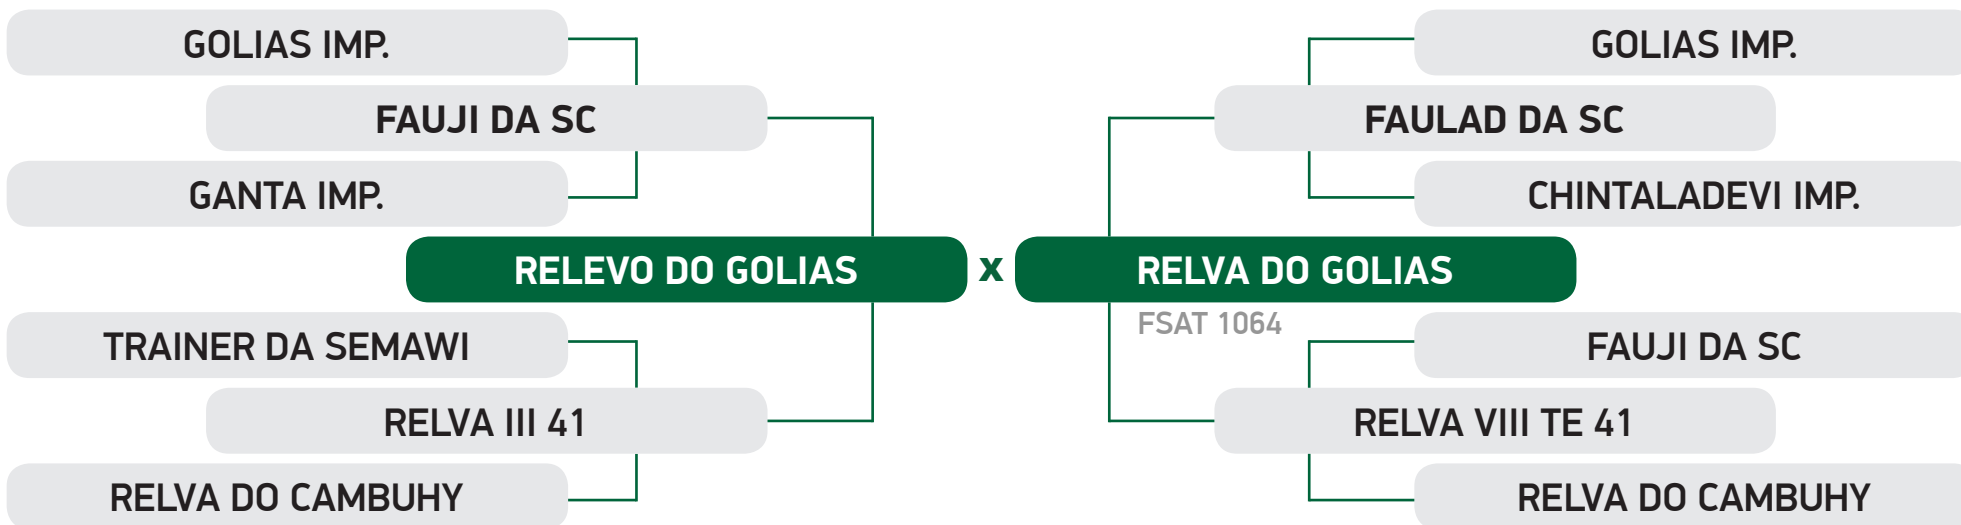 GOLIAS IMP.
GOLIAS IMP.
FAUJI DA SC
FAULAD DA SC
GANTA IMP.
CHINTALADEVI IMP.
RELEVO DO GOLIAS
x
RELVA DO GOLIAS
FSAT 1064
TRAINER DA SEMAWI
FAUJI DA SC
RELVA III 41
RELVA VIII TE 41
RELVA DO CAMBUHY
RELVA DO CAMBUHY